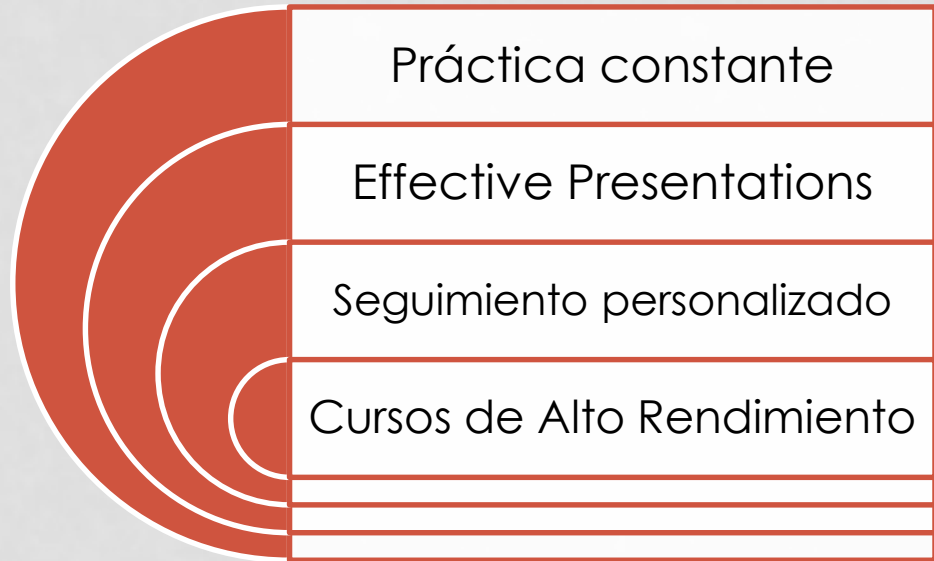 Práctica constante
Effective Presentations
Seguimiento personalizado
Cursos de Alto Rendimiento